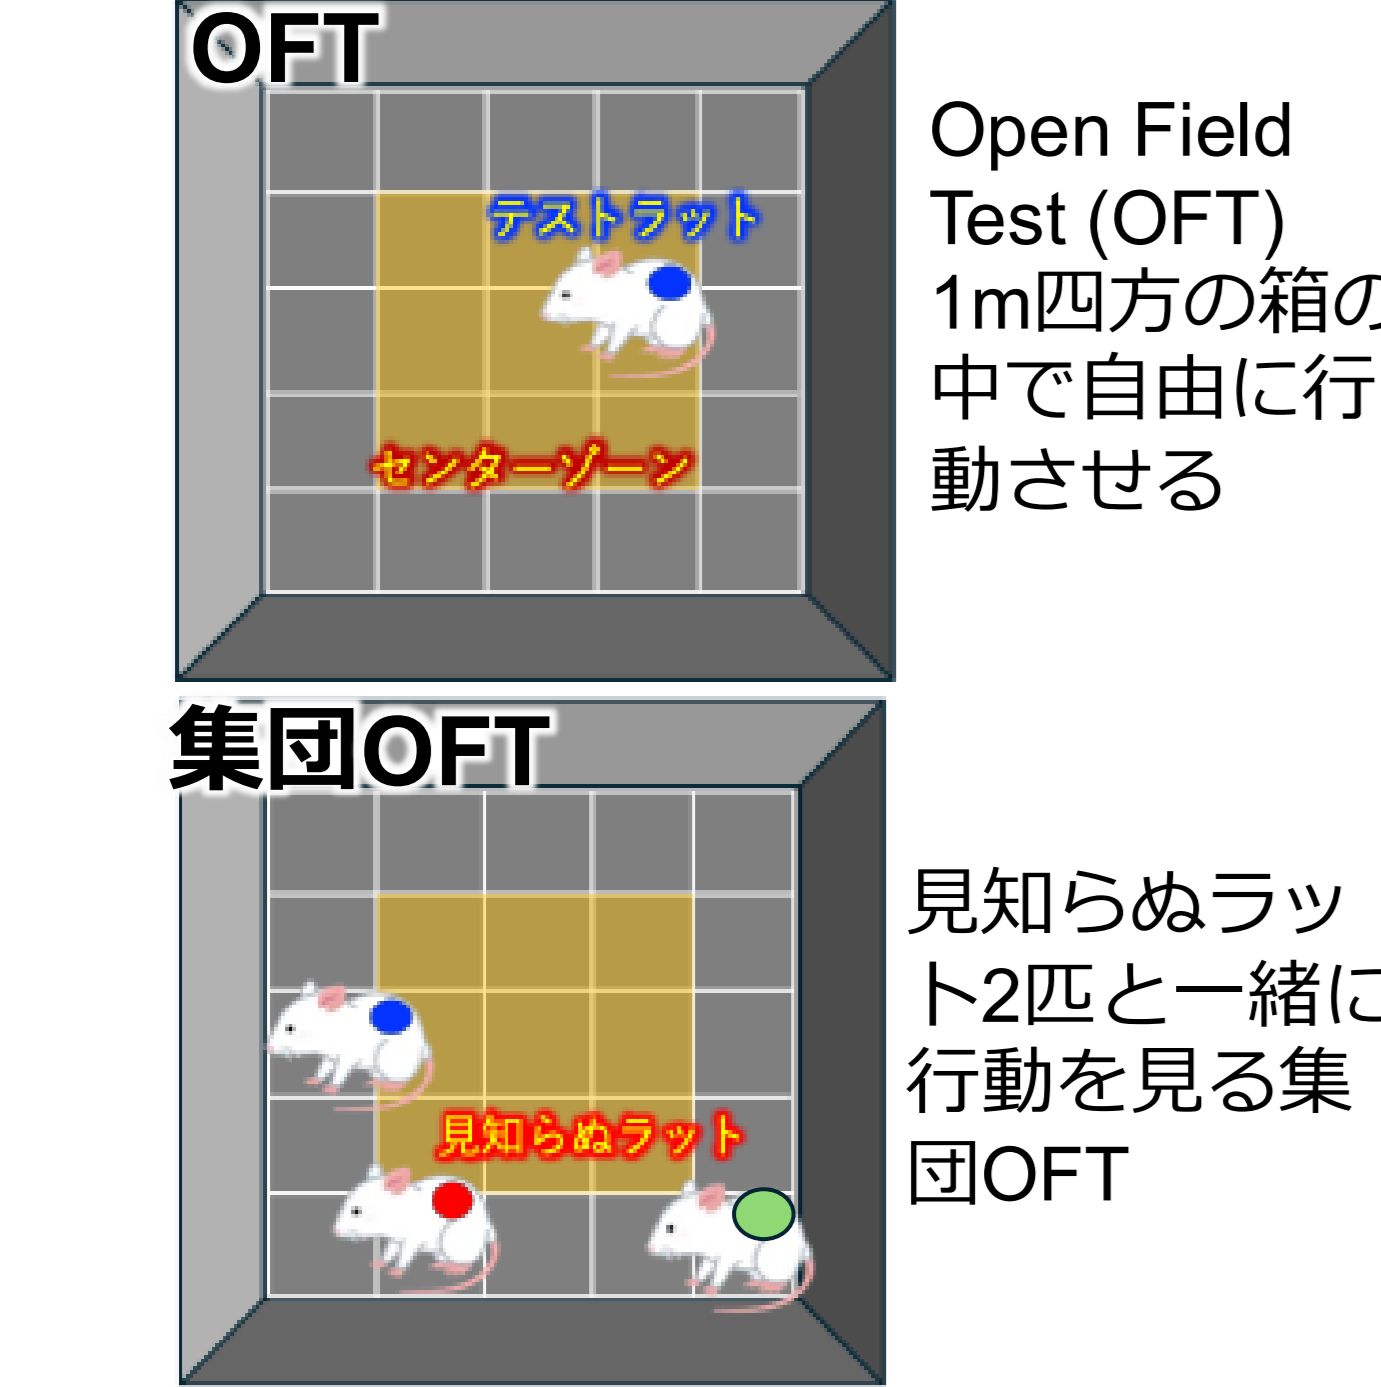 OFT
テストラット
センターゾーン
Open Field
Test (OFT)
1m四方の箱の
中で自由に行
動させる
集団OFT
見知らぬラット
見知らぬラッ
ト2匹と一緒に
行動を見る集
団OFT